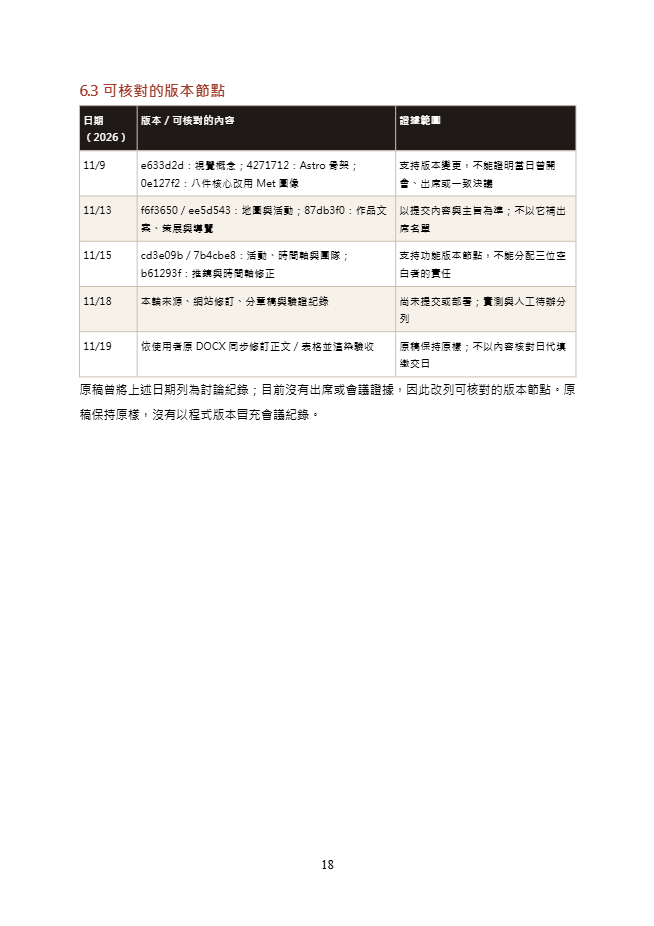 6.3 可核對的版本節點
日期
（2026）
版本 / 可核對的內容
證據範圍
11/9
e633d2d：視覺概念；4271712：Astro 骨架；
0e127f2：八件核心改用 Met 圖像
支持版本變更，不能證明當日曾開
會、出席或一致決議
11/13
f6f3650 / ee5d543：地圖與活動；87db3f0：作品文
案、策展與導覽
以提交內容與主旨為準；不以它補出
席名單
11/15
cd3e09b / 7b4cbe8：活動、時間軸與團隊；
b61293f：推鏡與時間軸修正
支持功能版本節點，不能分配三位空
白者的責任
11/18
本輪來源、網站修訂、分章稿與驗證紀錄
尚未提交或部署；實測與人工待辦分
列
11/19
依使用者原 DOCX 同步修訂正文 / 表格並渲染驗收
原稿保持原樣；不以內容核對日代填
繳交日
原稿曾將上述日期列為討論紀錄；目前沒有出席或會議證據，因此改列可核對的版本節點。原
稿保持原樣，沒有以程式版本冒充會議紀錄。
18